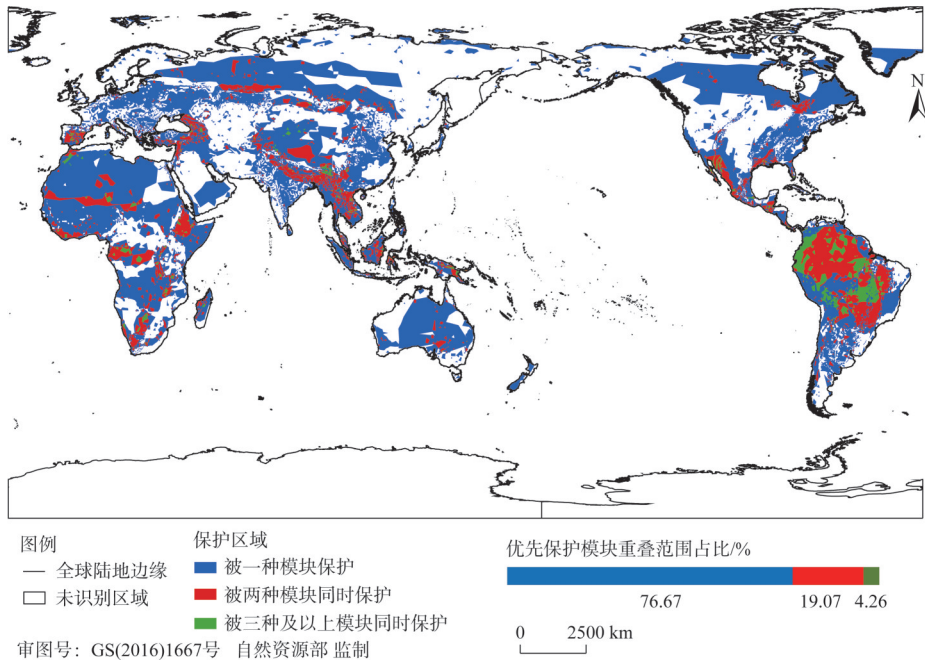 N
图例
全球陆地边缘
未识别区域
保护区域
被一种模块保护
被两种模块同时保护
被三种及以上模块同时保护
优先保护模块重叠范围占比/%
76.67 19.07 4.26
0 2500 km
审图号：GS(2016)1667号 自然资源部 监制